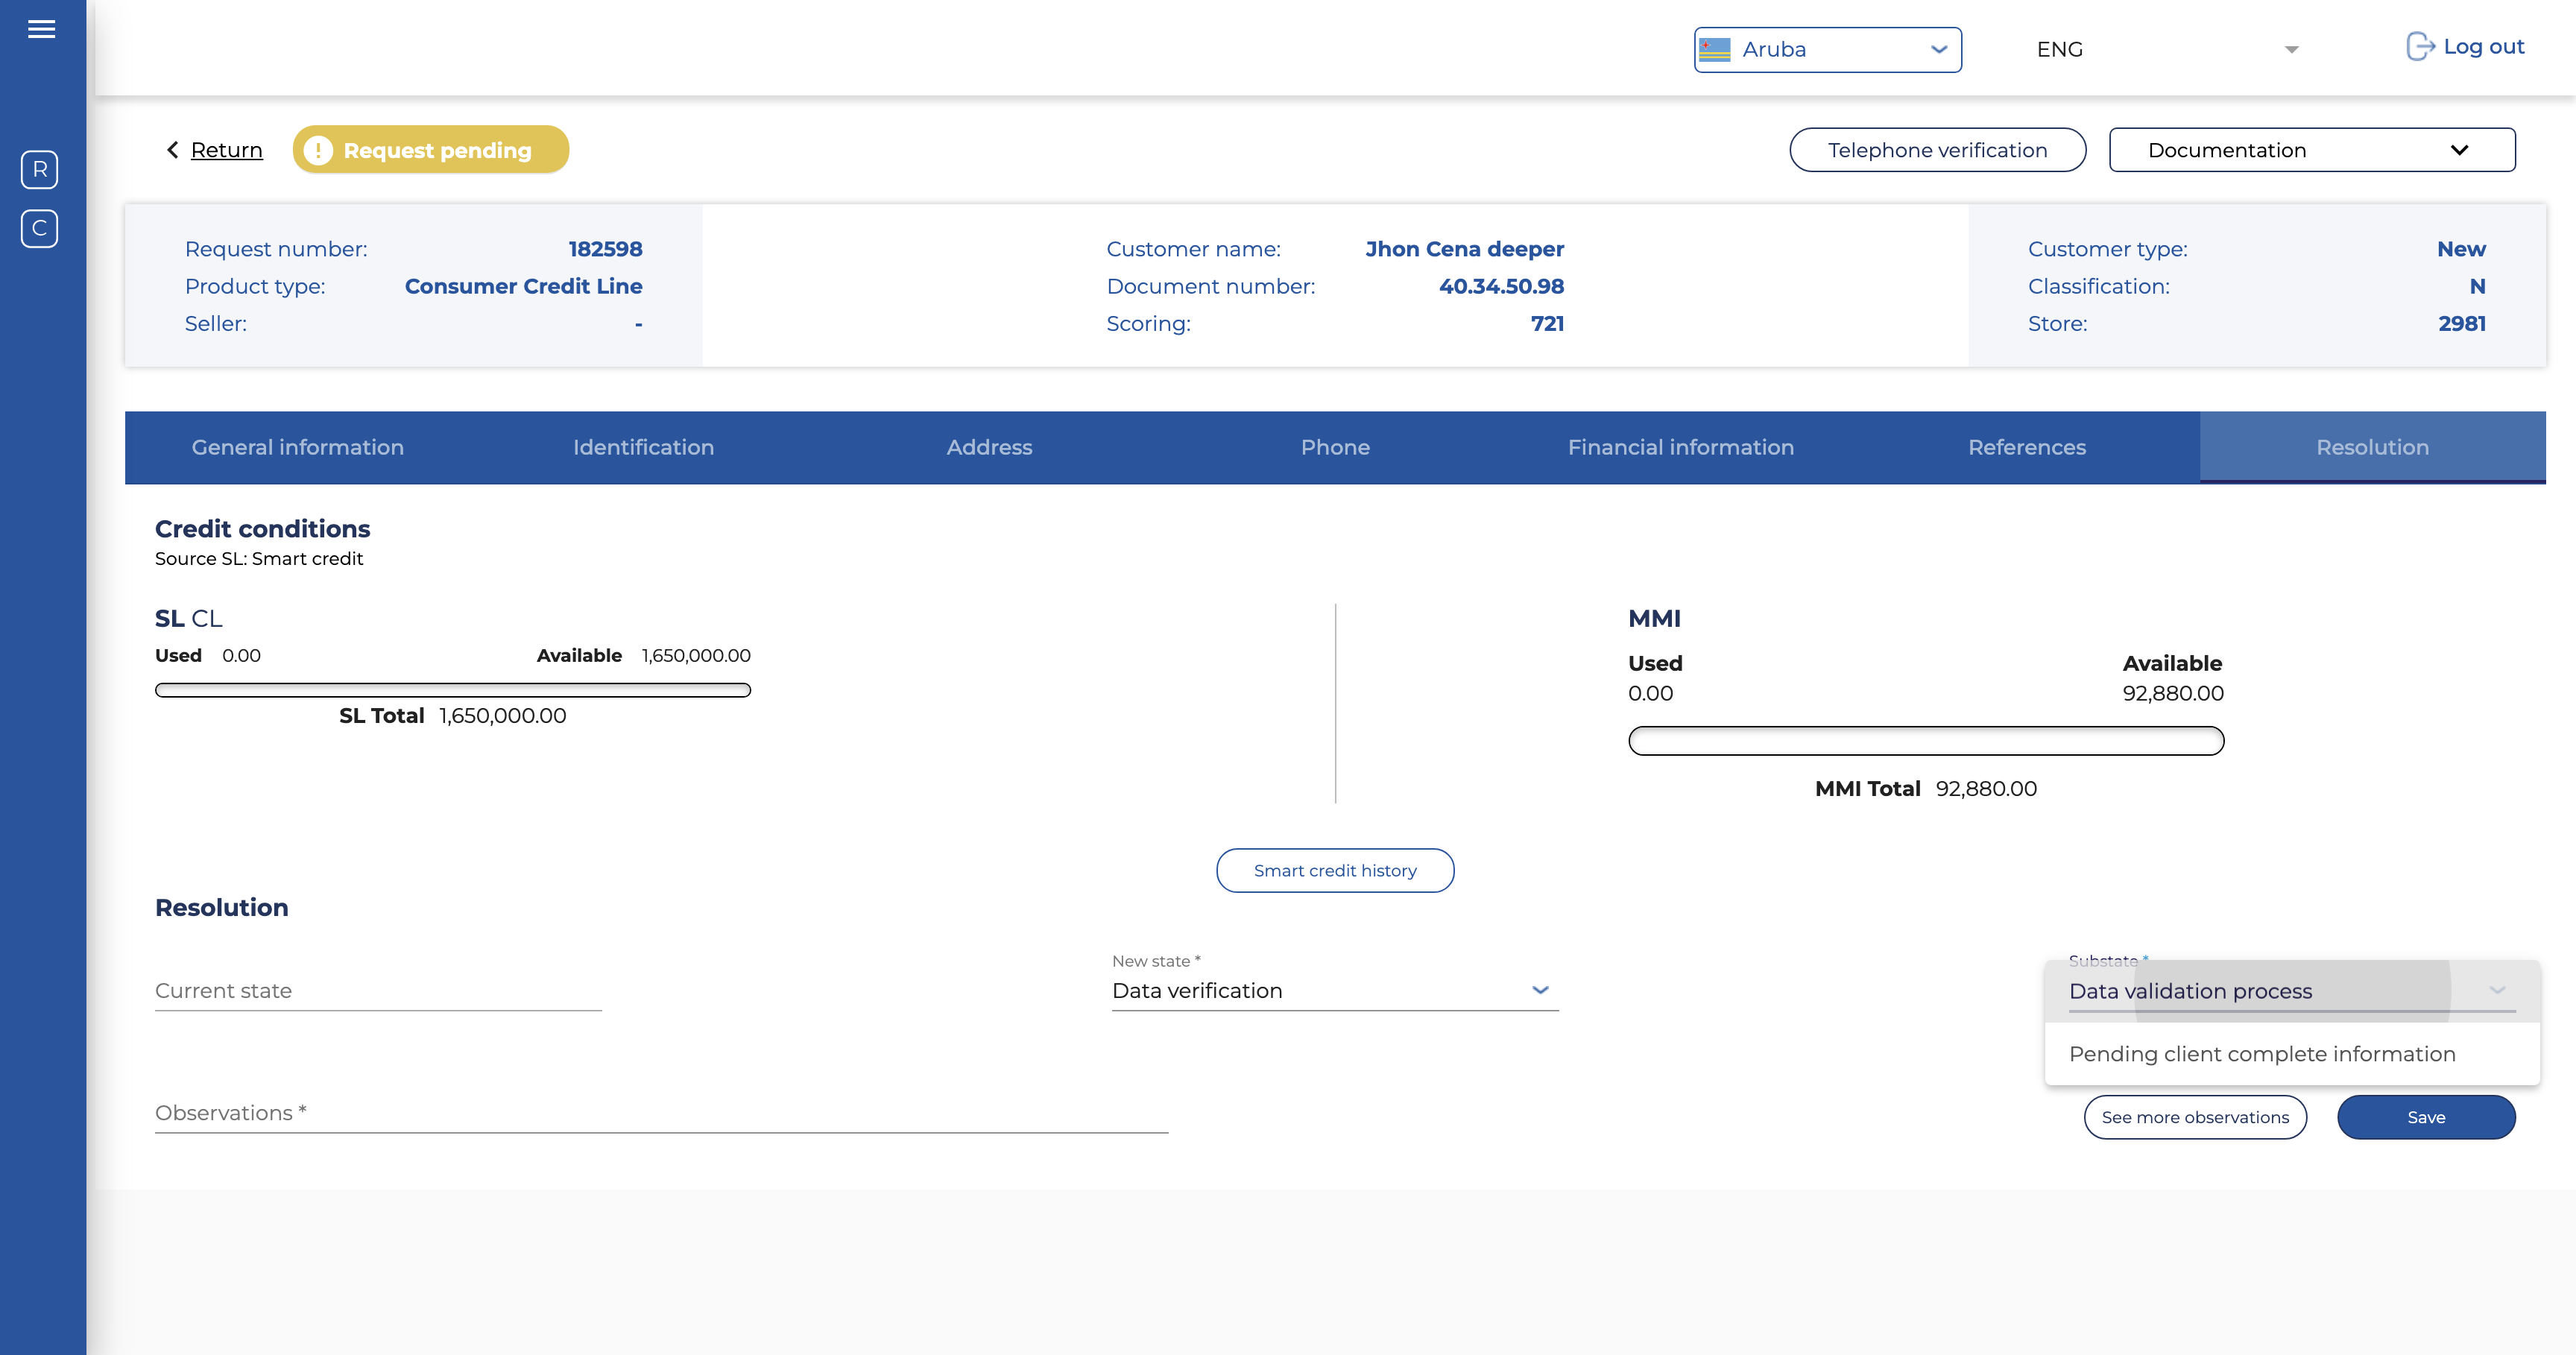 Aruba
ENG
Log out
R
C
Return
! Request pending
Telephone verification
Documentation
Request number: 182598
Product type: Consumer Credit Line
Seller: -
Customer name: Jhon Cena deeper
Document number: 40.34.50.98
Scoring: 721
Customer type: New
Classification: N
Store: 2981
General information Identification Address Phone Financial information References Resolution
Credit conditions
Source SL: Smart credit
SL CL
Used 0.00 Available 1,650,000.00
SL Total 1,650,000.00
MMI
Used Available
0.00 92,880.00
MMI Total 92,880.00
Smart credit history
Resolution
Current state
New state *
Data verification
Substate *
Data validation process
Pending client complete information
Observations *
See more observations
Save